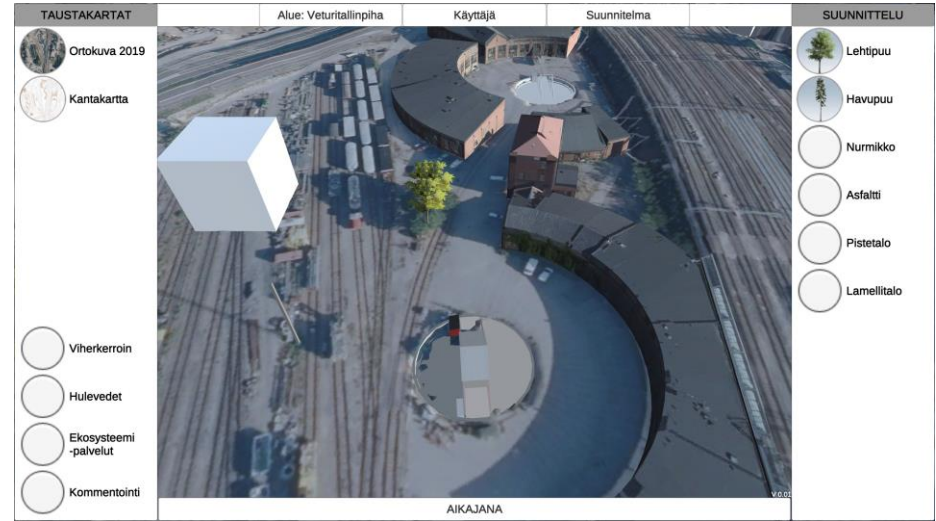 TAUSTAKARTAT
Alue: Veturitallinpiha
Käyttäjä
Suunnitelma
SUUNNITTELU
Ortokuva 2019
Kantakartta
Viherkerroin
Hulevedet
Ekosysteemi
-palvelut
Kommentointi
Lehtipuu
Havupuu
Nurmikko
Asfaltti
Pistetalo
Lamellitalo
V 0.01
AIKAJANA